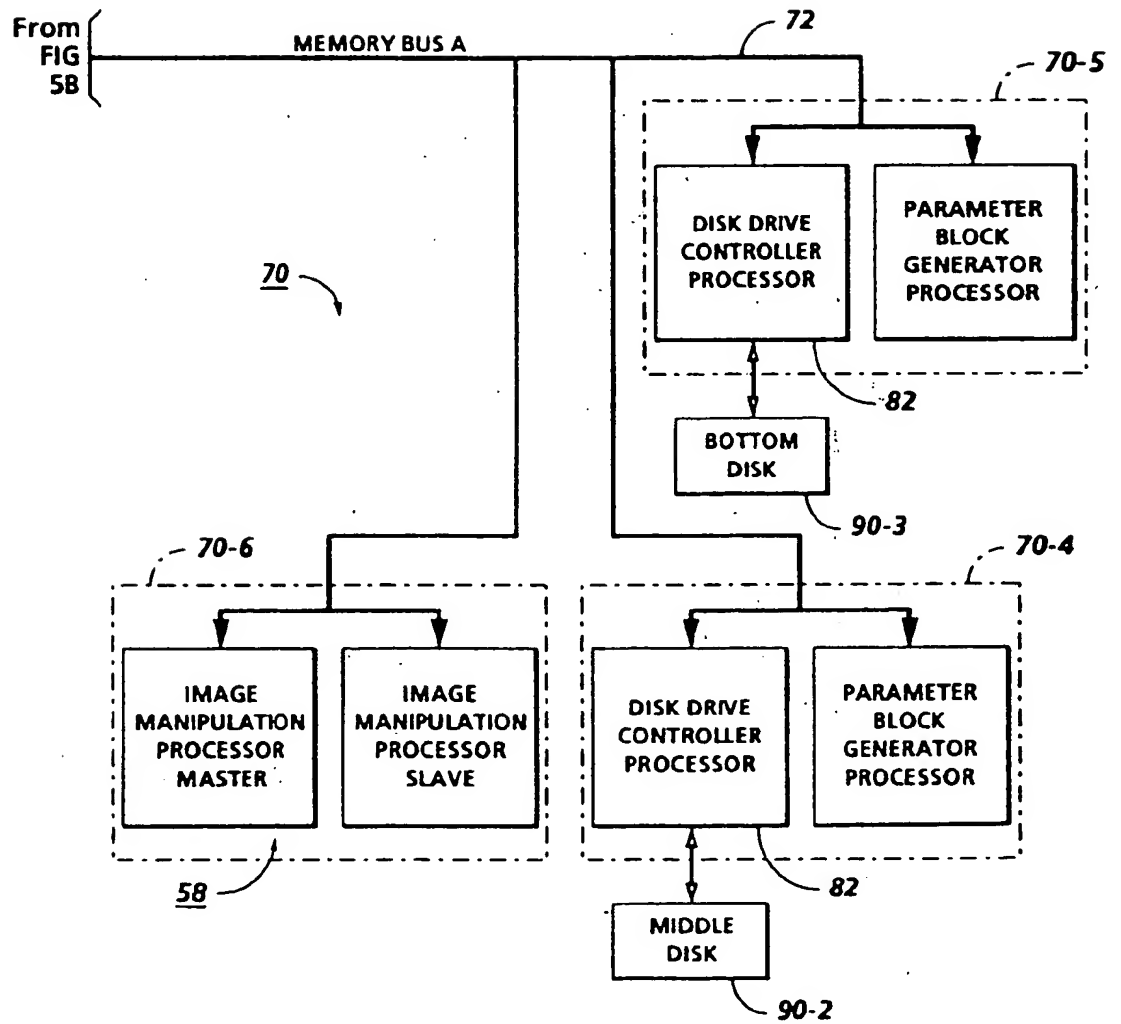 From
FIG
5B
MEMORY BUS A
72
70-5
DISK DRIVE
CONTROLLER
PROCESSOR
PARAMETER
BLOCK
GENERATOR
PROCESSOR
70
82
BOTTOM
DISK
90-3
70-6
70-4
IMAGE
MANIPULATION
PROCESSOR
MASTER
IMAGE
MANIPULATION
PROCESSOR
SLAVE
DISK DRIVE
CONTROLLER
PROCESSOR
PARAMETER
BLOCK
GENERATOR
PROCESSOR
58
82
MIDDLE
DISK
90-2